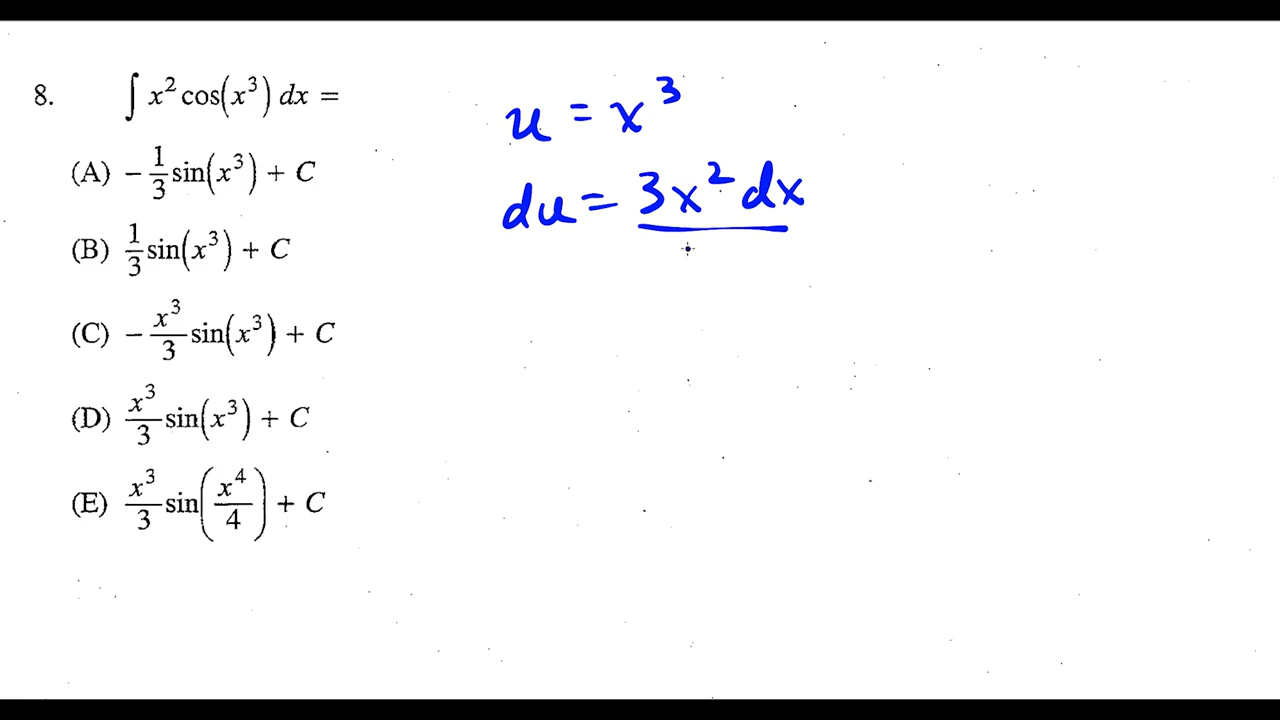 8. ∫ x² cos(x³) dx =
(A) − 1/3 sin(x³) + C
(B) 1/3 sin(x³) + C
(C) − x³/3 sin(x³) + C
(D) x³/3 sin(x³) + C
(E) x³/3 sin(x⁴/4) + C
u = x³
du = 3x² dx